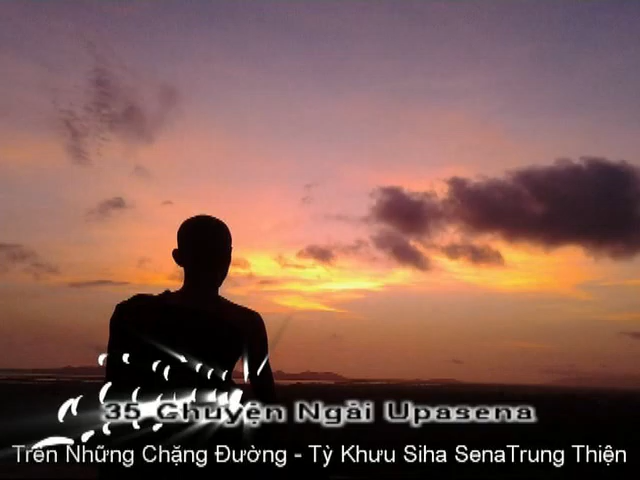 35 Chuyện Ngài Upasena
Trên Những Chặng Đường - Tỳ Khưu Siha SenaTrung Thiện